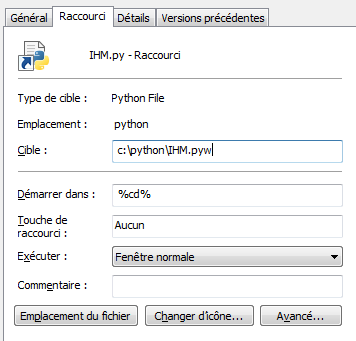 Général Raccourci Détails Versions précédentes
IHM.py - Raccourci
Type de cible : Python File
Emplacement : python
Cible : c:\python\IHM.pyw
Démarrer dans : %cd%
Touche de
raccourci : Aucun
Exécuter : Fenêtre normale
Commentaire :
Emplacement du fichier Changer d'icône... Avancé...